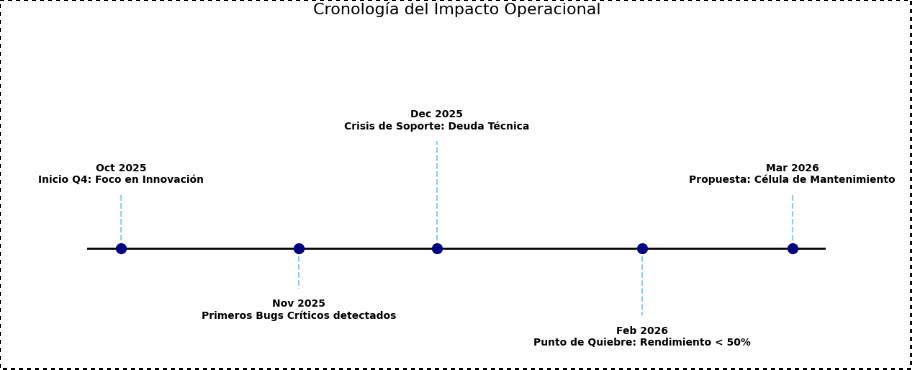 Cronología del Impacto Operacional
Oct 2025
Inicio Q4: Foco en Innovación
Nov 2025
Primeros Bugs Críticos detectados
Dec 2025
Crisis de Soporte: Deuda Técnica
Feb 2026
Punto de Quiebre: Rendimiento < 50%
Mar 2026
Propuesta: Célula de Mantenimiento